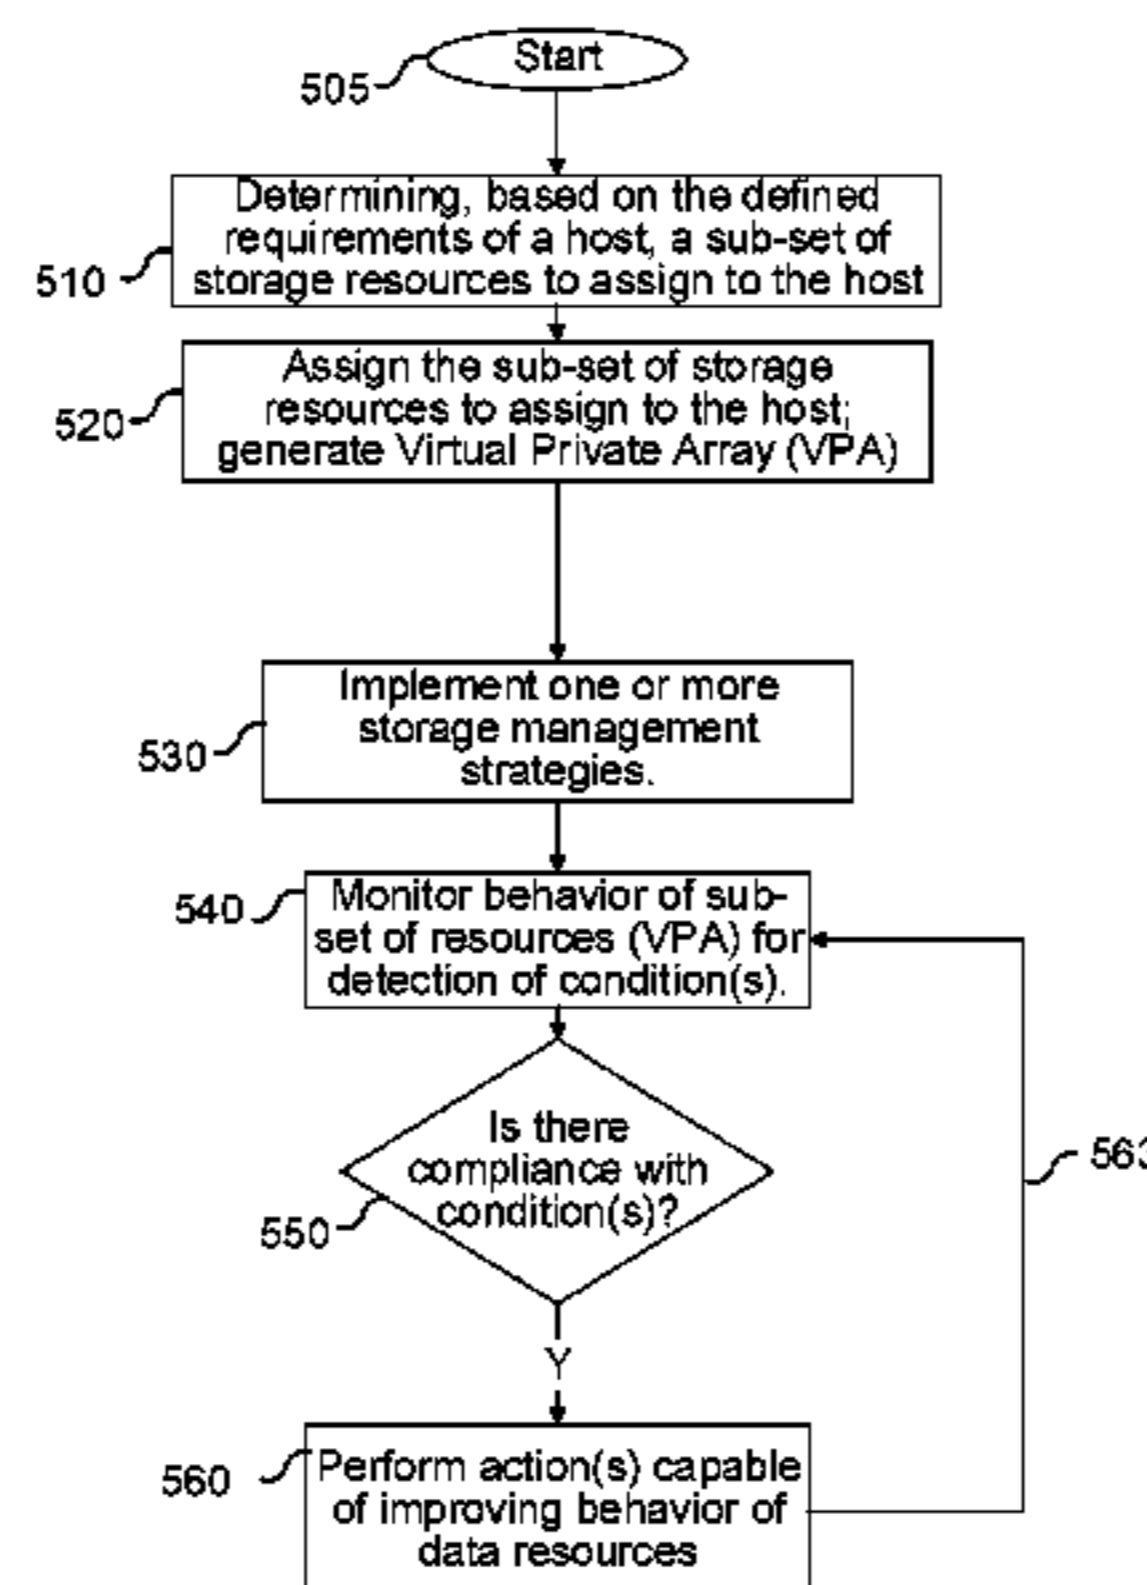 Start
505
Determining, based on the defined
requirements of a host, a sub-set of
storage resources to assign to the host
510
Assign the sub-set of storage
resources to assign to the host;
generate Virtual Private Array (VPA)
520
Implement one or more
storage management
strategies.
530
Monitor behavior of sub-
set of resources (VPA) for
detection of condition(s).
540
Is there
compliance with
condition(s)?
550
563
Y
Perform action(s) capable
of improving behavior of
data resources
560